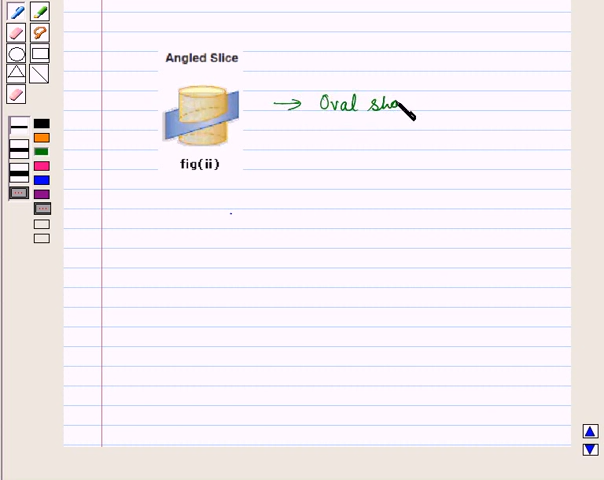 Angled Slice
→ Oval sha
fig(ii)